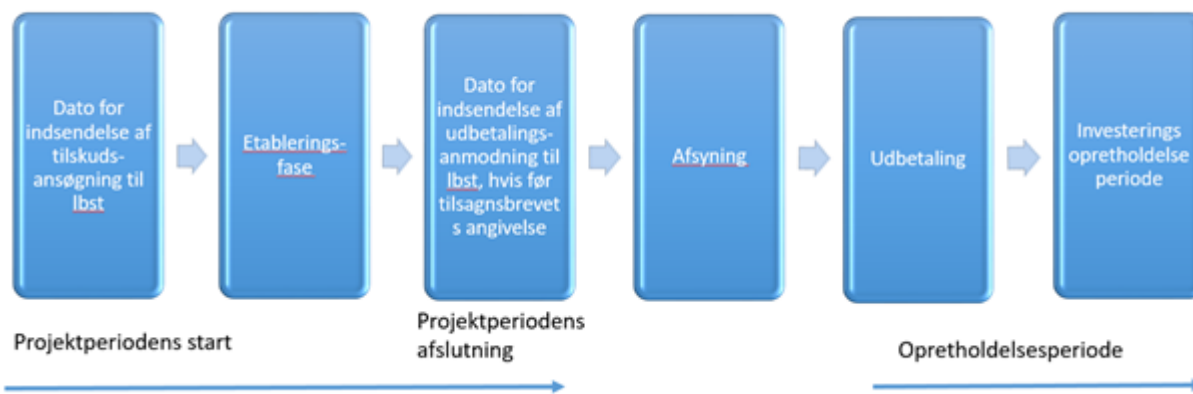 Dato for
indsendelse af
tilskuds-
ansøgning til
lbst
Etablerings-
fase
Dato for
indsendelse af
udbetalings-
anmodning til
lbst, hvis før
tilsagnsbrevet
s angivelse
Afsyning
Udbetaling
Investerings
opretholdelse
periode
Projektperiodens start
Projektperiodens
afslutning
Opretholdelsesperiode